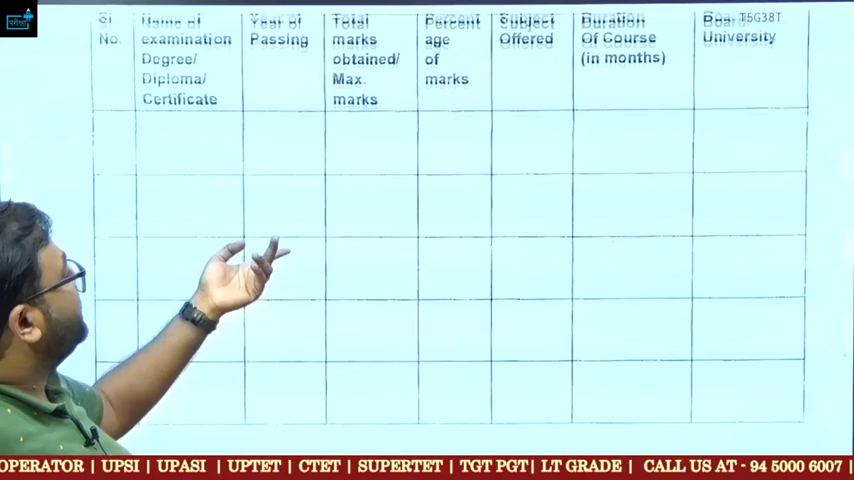 परीक्षा
Sl. No.
Name of examination Degree/ Diploma/ Certificate
Year of Passing
Total marks obtained/ Max. marks
Percent age of marks
Subject Offered
Duration Of Course (in months)
Board University
T5G38T
OPERATOR | UPSI | UPASI | UPTET | CTET | SUPERTET | TGT PGT | LT GRADE | CALL US AT - 94 5000 6007 |